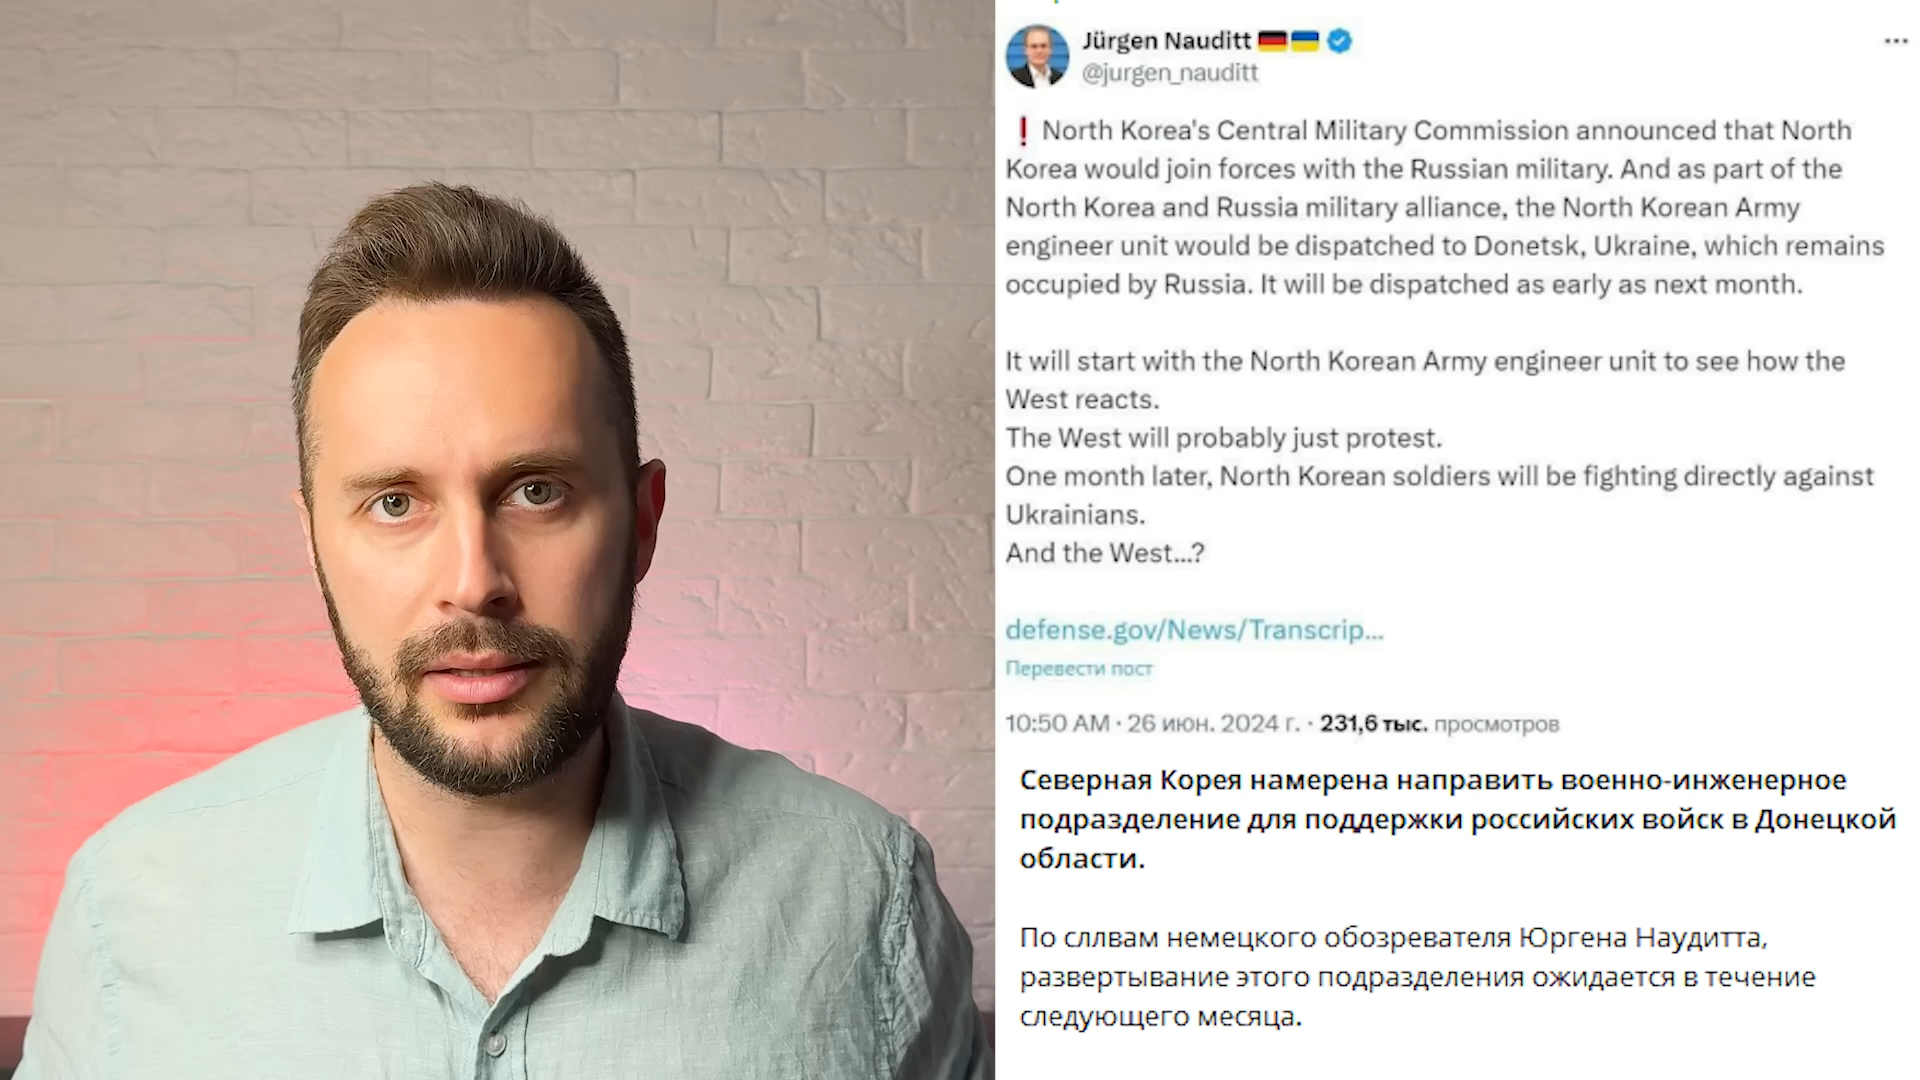 Jürgen Nauditt
@jurgen_nauditt
North Korea's Central Military Commission announced that North
Korea would join forces with the Russian military. And as part of the
North Korea and Russia military alliance, the North Korean Army
engineer unit would be dispatched to Donetsk, Ukraine, which remains
occupied by Russia. It will be dispatched as early as next month.
It will start with the North Korean Army engineer unit to see how the
West reacts.
The West will probably just protest.
One month later, North Korean soldiers will be fighting directly against
Ukrainians.
And the West...?
defense.gov/News/Transcrip...
Перевести пост
10:50 AM · 26 июн. 2024 г. · 231,6 тыс. просмотров
Северная Корея намерена направить военно-инженерное
подразделение для поддержки российских войск в Донецкой
области.
По сллвам немецкого обозревателя Юргена Наудитта,
развертывание этого подразделения ожидается в течение
следующего месяца.